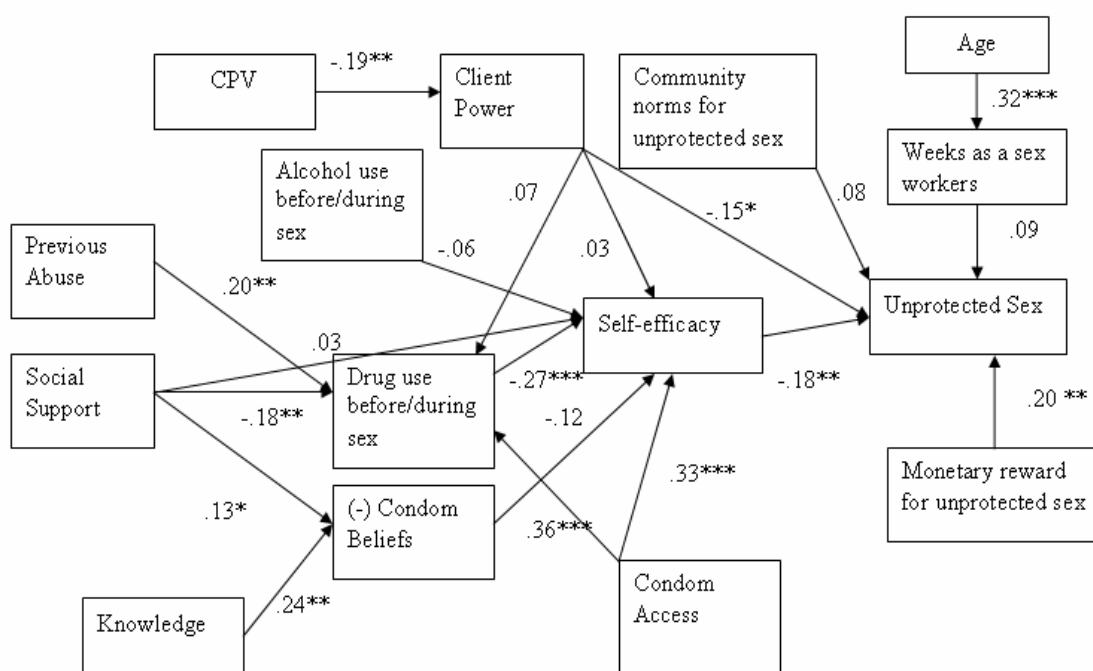 Age
-.19**
CPV
Client
Power
Community
norms for
unprotected sex
.32***
Weeks as a sex
workers
Alcohol use
before/during
sex
.07
-.15*
.08
.09
-.06
.03
Previous
Abuse
.20**
Self-efficacy
Unprotected Sex
.03
Social
Support
Drug use
before/during
sex
-.27***
-.18**
-.18**
-.12
.20 **
.13*
(-) Condom
Beliefs
.36***
.33***
Monetary reward
for unprotected sex
Knowledge
.24**
Condom
Access